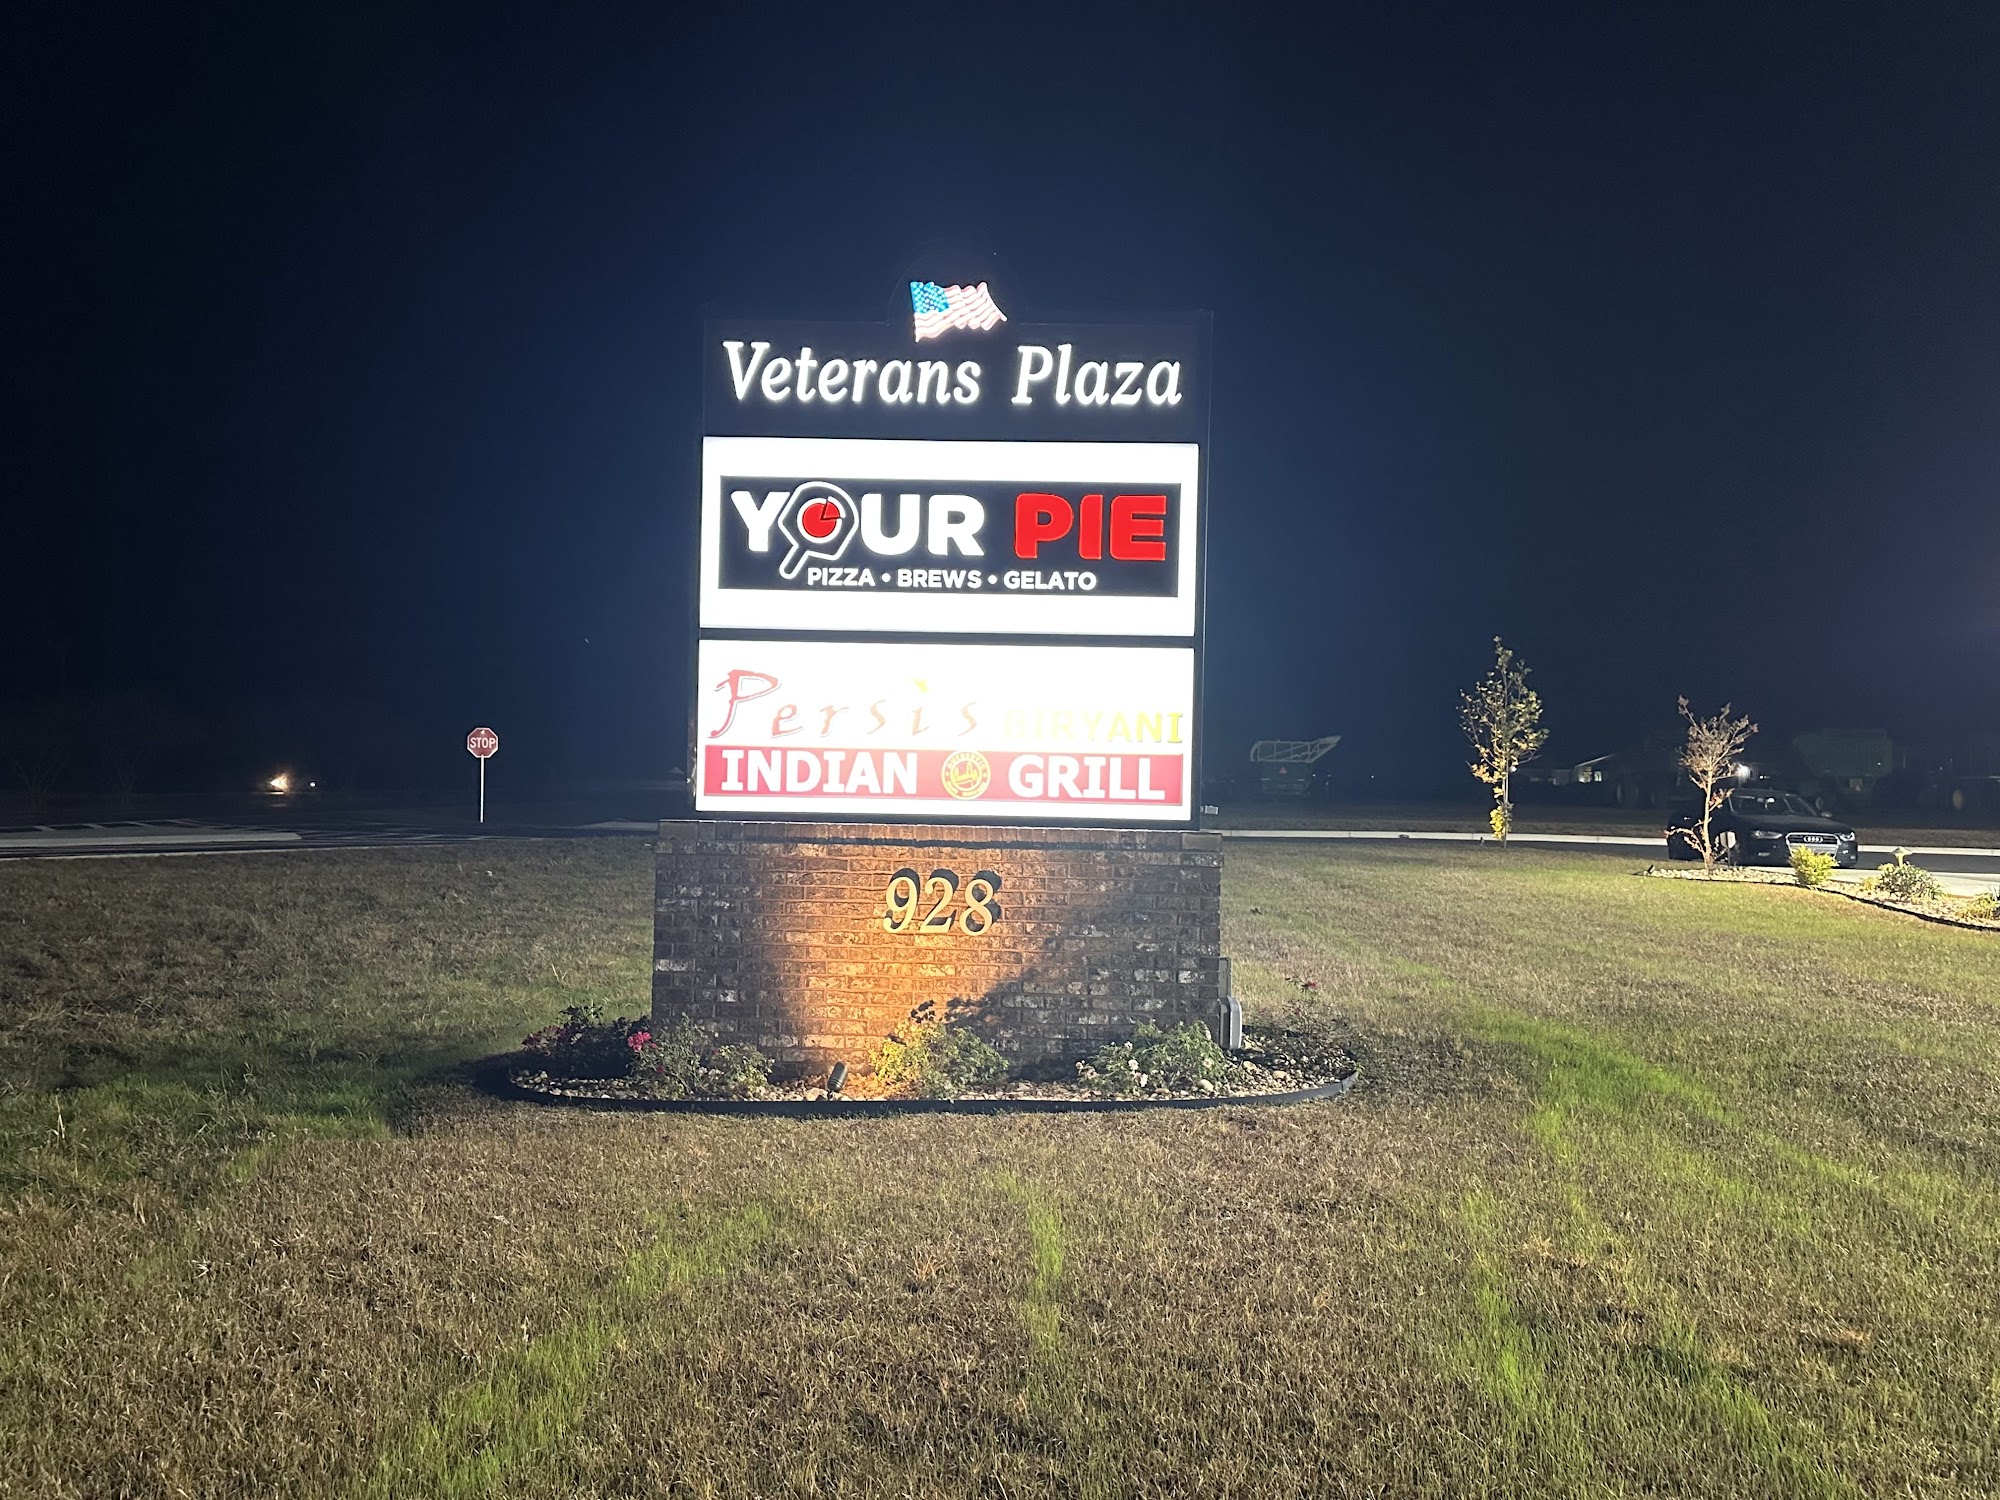 Veterans Plaza
YOUR PIE
PIZZA • BREWS • GELATO
Persis BIRYANI
INDIAN GRILL
928
STOP